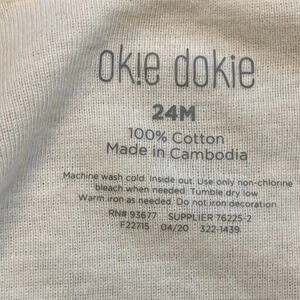 ok!e dokie
24M
100% Cotton
Made in Cambodia
Machine wash cold. Inside out. Use only non-chlorine
bleach when needed. Tumble dry low
Warm iron as needed. Do not iron decoration
RN# 93677 SUPPLIER 76225-2
F22715 04/20 322-1439